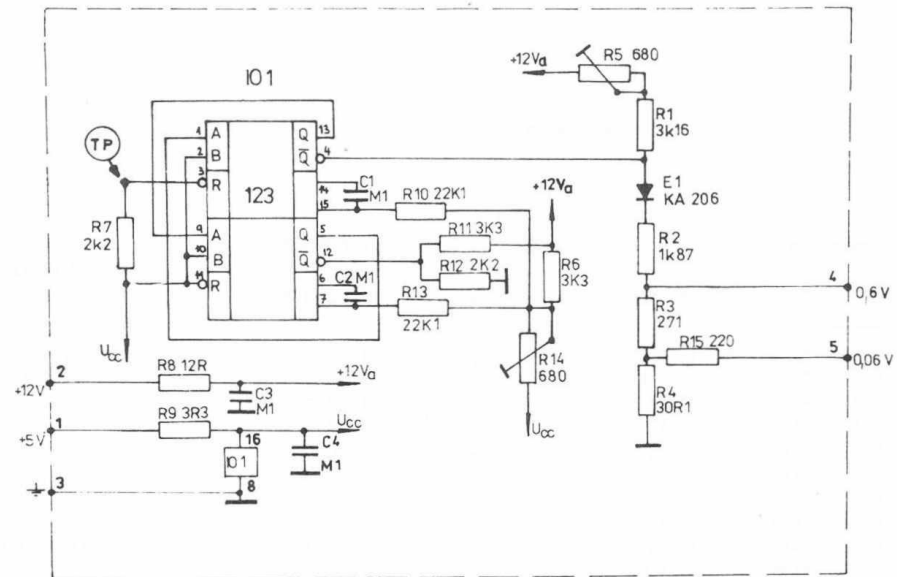 +12Va
R5 680
IO1
R1
3k16
1
A
Q
13
2
B
Q
4
TP
3
R
123
C1
M1
14
15
R10 22K1
+12Va
E1
KA 206
R7
2k2
9
A
Q
5
10
B
Q
12
R11 3K3
R12 2K2
R6
3K3
R2
1k87
11
R
6
C2 M1
7
R13
22K1
4
0,6 V
R3
271
R15 220
5
0,06 V
UCC
R14
680
2
+12V
R8 12R
+12Va
C3
M1
R4
30R1
1
+5V
R9 3R3
UCC
UCC
16
C4
M1
IO1
3
8